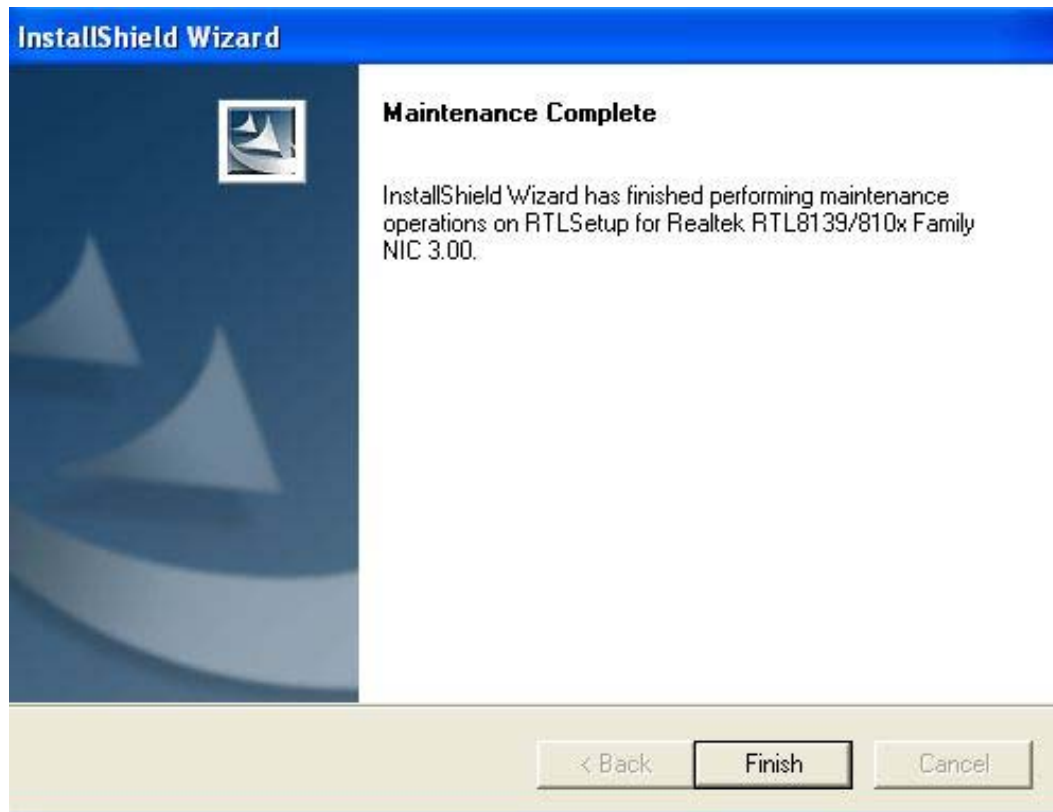 InstallShield Wizard
Maintenance Complete
InstallShield Wizard has finished performing maintenance
operations on RTLSetup for Realtek RTL8139/810x Family
NIC 3.00.
< Back
Finish
Cancel